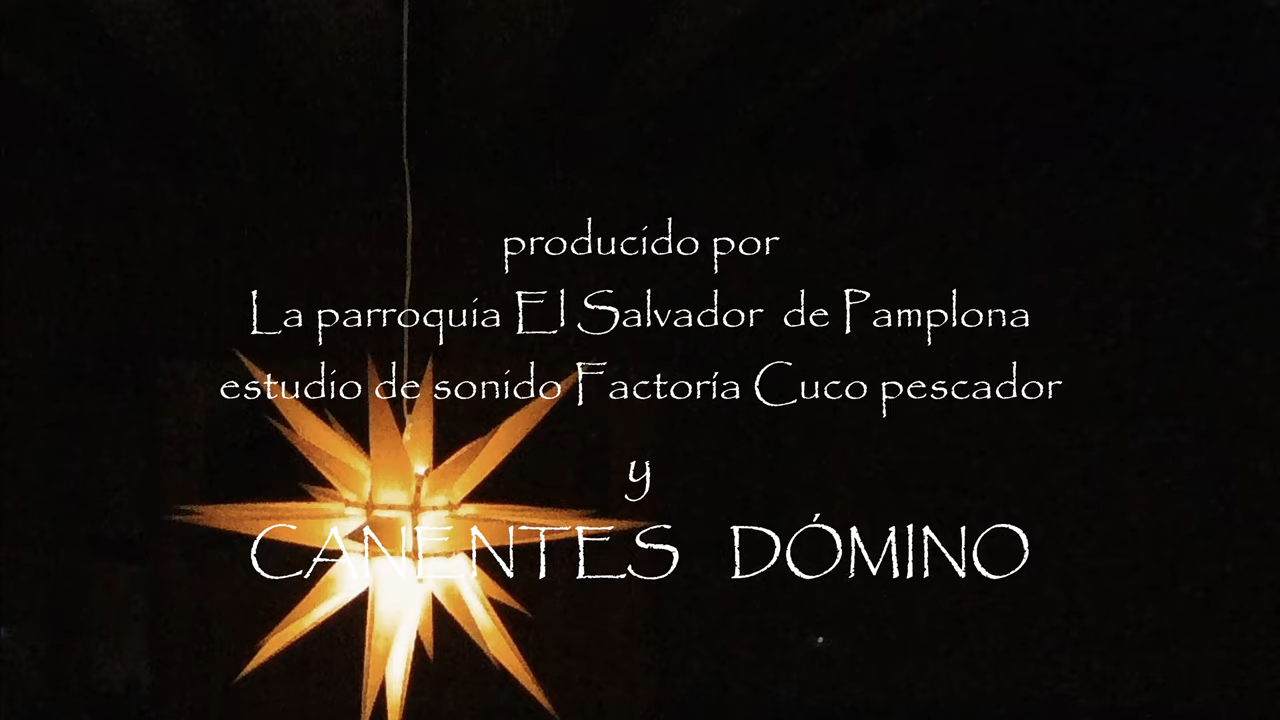 producido por
La parroquia El Salvador de Pamplona
estudio de sonido Factoría Cuco pescador
y
CANENTES DÓMINO